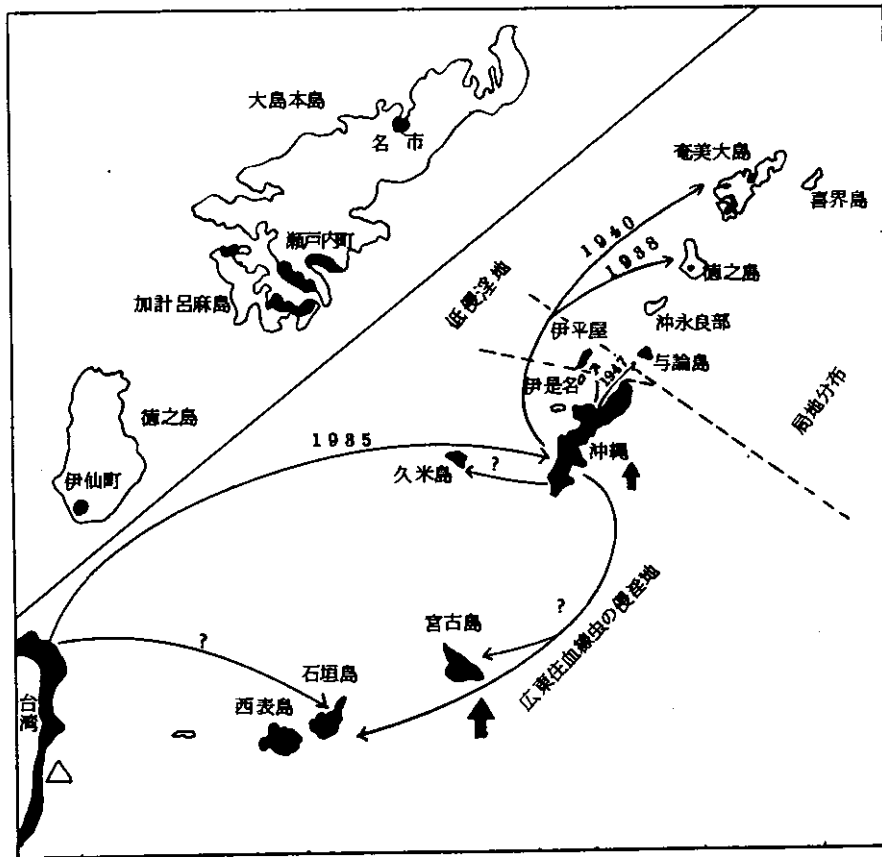 大島本島
名　市
瀬戸内町
加計呂麻島
徳之島
伊仙町
奄美大島
喜界島
1940
1988
徳之島
低侵淫地
沖永良部
伊平屋
与論島
1947
伊是名
局地分布
1985
沖縄
久米島
?
?
宮古島
広東住血線虫の侵淫地
?
石垣島
西表島
台湾